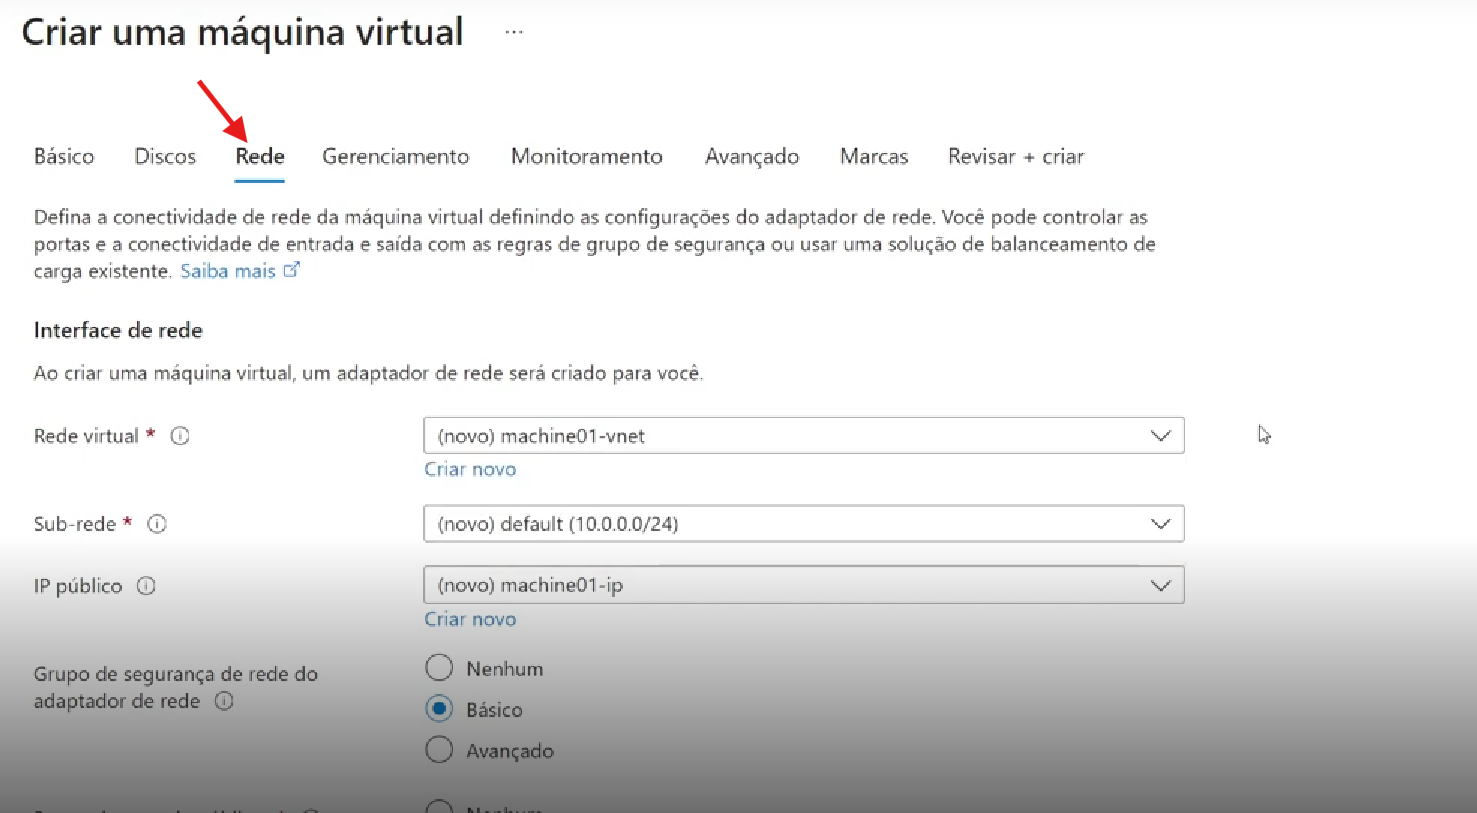 Criar uma máquina virtual ...
Básico Discos Rede Gerenciamento Monitoramento Avançado Marcas Revisar + criar
Defina a conectividade de rede da máquina virtual definindo as configurações do adaptador de rede. Você pode controlar as
portas e a conectividade de entrada e saída com as regras de grupo de segurança ou usar uma solução de balanceamento de
carga existente. Saiba mais
Interface de rede
Ao criar uma máquina virtual, um adaptador de rede será criado para você.
Rede virtual * (novo) machine01-vnet
Criar novo
Sub-rede * (novo) default (10.0.0.0/24)
IP público (novo) machine01-ip
Criar novo
Grupo de segurança de rede do
adaptador de rede
Nenhum
Básico
Avançado